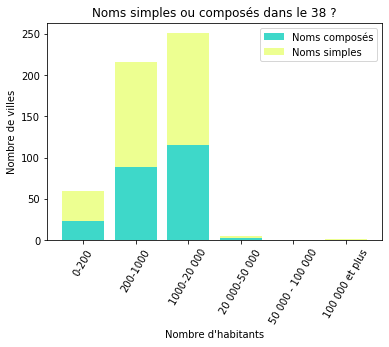 Noms simples ou composés dans le 38 ?
Noms composés
Noms simples
Nombre de villes
250
200
150
100
50
0
0-200
200-1000
1000-20 000
20 000-50 000
50 000 - 100 000
100 000 et plus
Nombre d'habitants